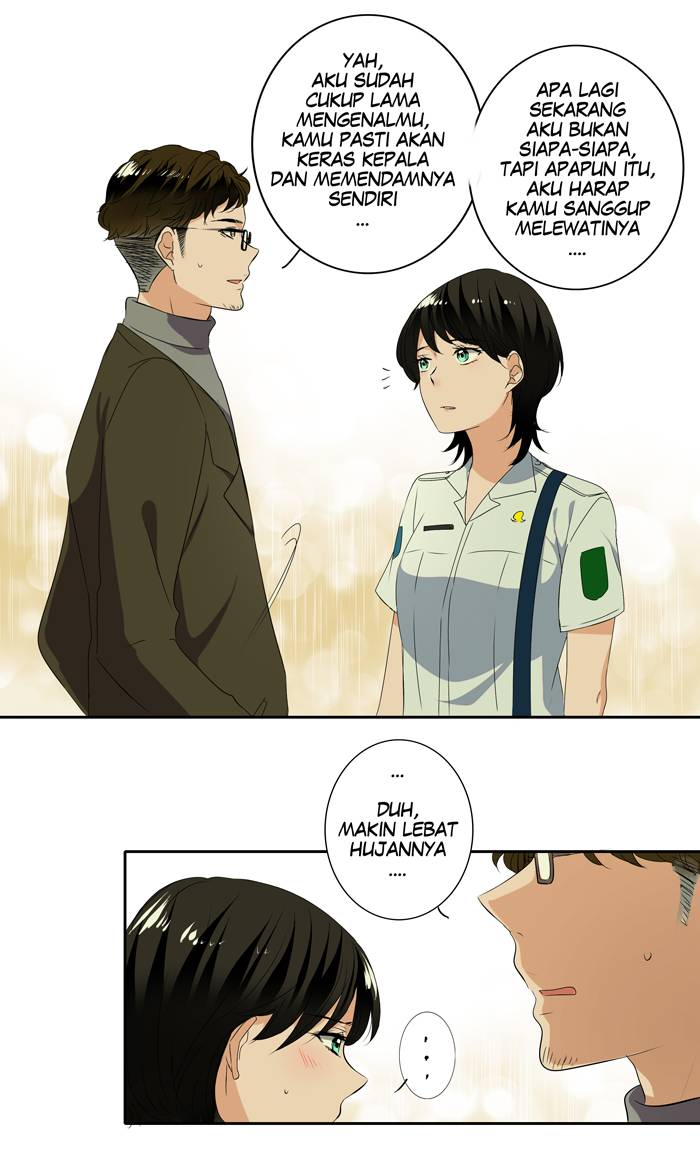 YAH,
AKU SUDAH
CUKUP LAMA
MENGENALMU,
KAMU PASTI AKAN
KERAS KEPALA
DAN MEMENDAMNYA
SENDIRI
...
APA LAGI
SEKARANG
AKU BUKAN
SIAPA-SIAPA,
TAPI APAPUN ITU,
AKU HARAP
KAMU SANGGUP
MELEWATINYA
....
...
DUH,
MAKIN LEBAT
HUJANNYA
....
...